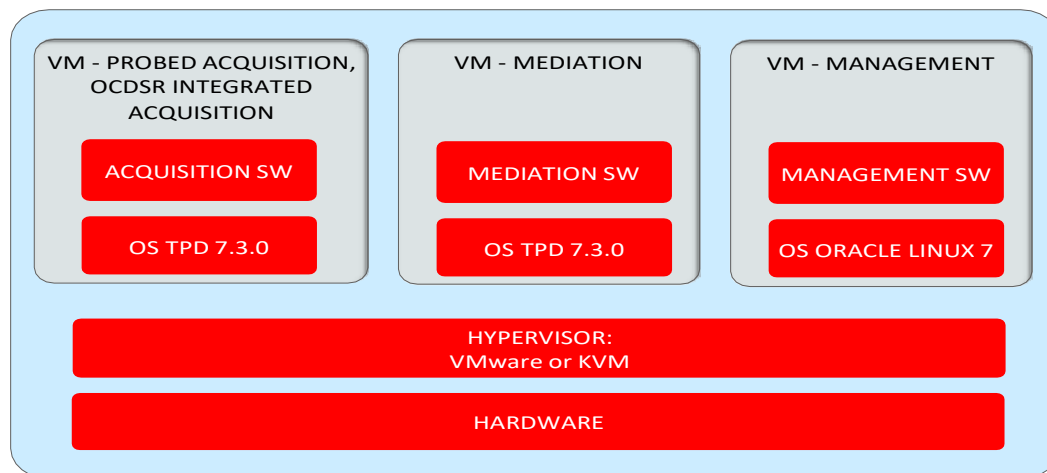 VM - PROBED ACQUISITION,
OCDSR INTEGRATED
ACQUISITION
ACQUISITION SW
OS TPD 7.3.0
VM - MEDIATION
MEDIATION SW
OS TPD 7.3.0
VM - MANAGEMENT
MANAGEMENT SW
OS ORACLE LINUX 7
HYPERVISOR:
VMware or KVM
HARDWARE